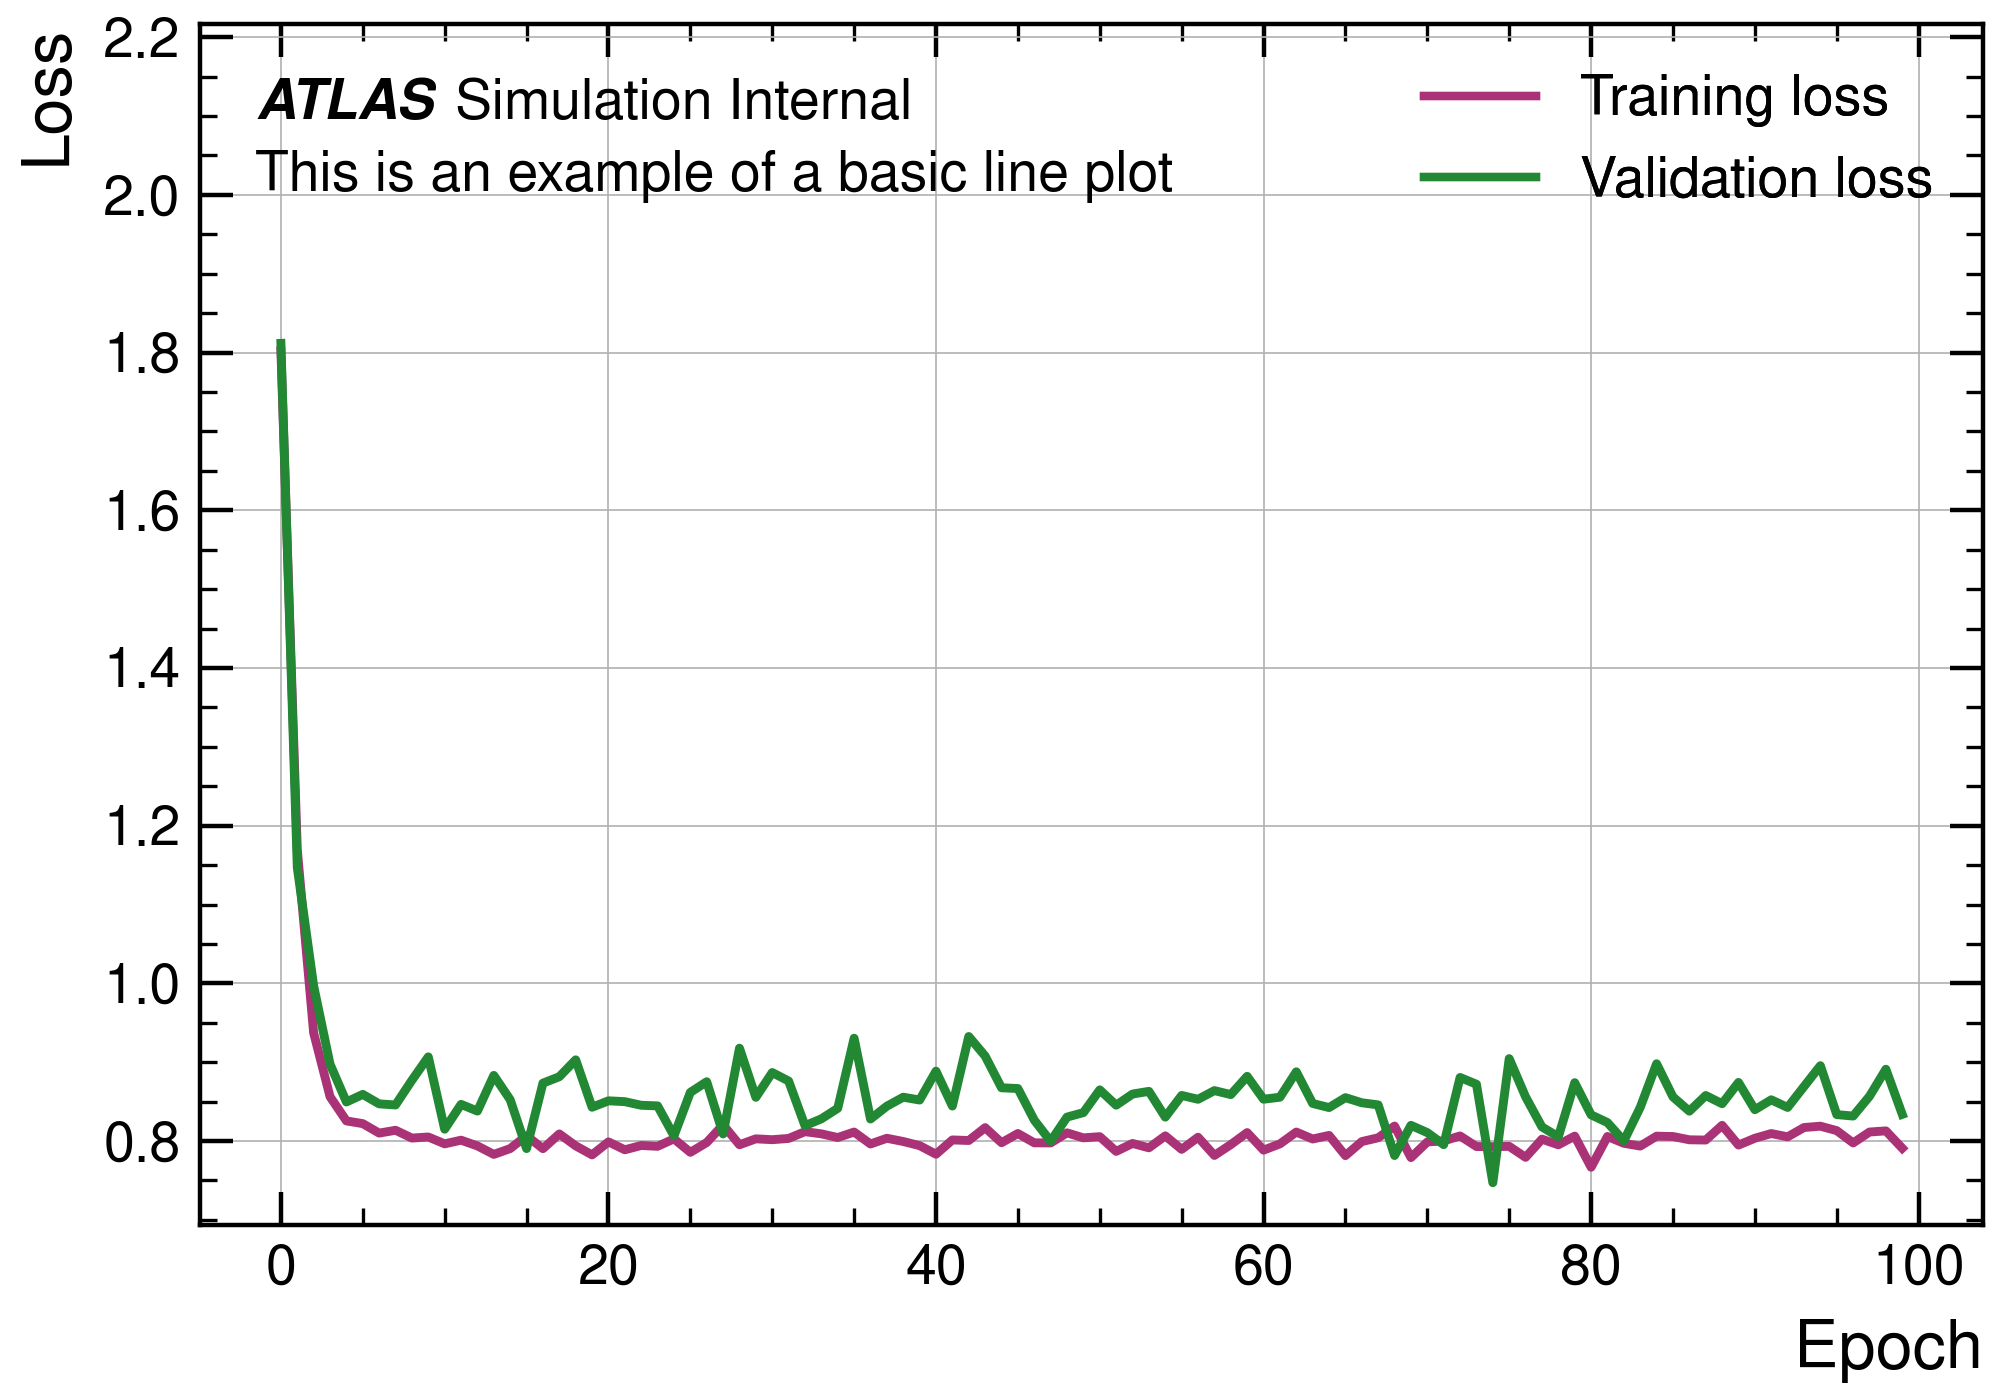 Loss
2.2
2.0
1.8
1.6
1.4
1.2
1.0
0.8
ATLAS Simulation Internal
This is an example of a basic line plot
Training loss
Validation loss
0 20 40 60 80 100
Epoch